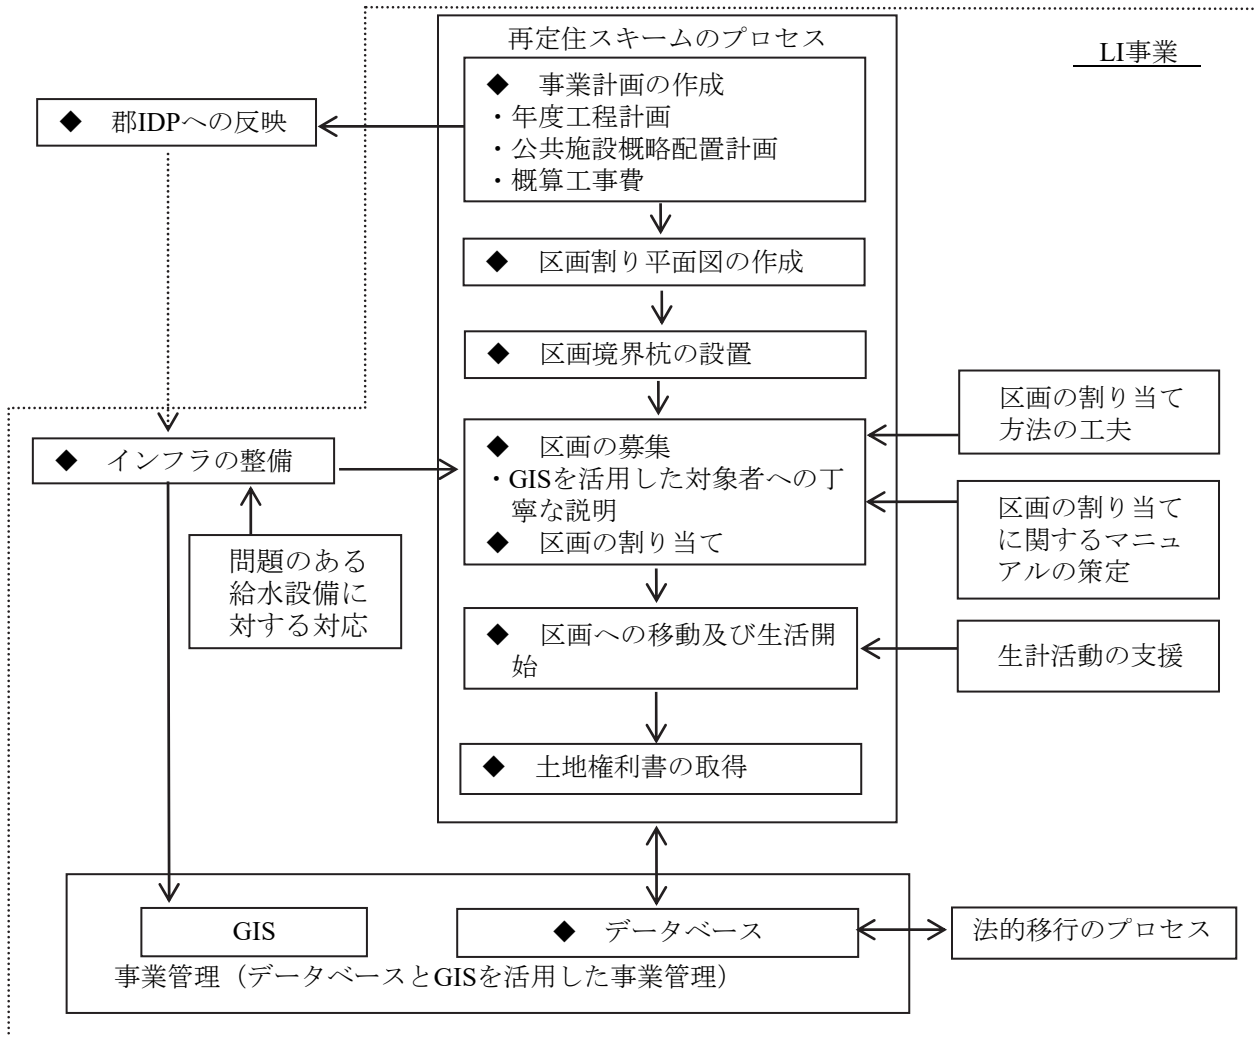 再定住スキームのプロセス
LI事業
◆ 事業計画の作成
・年度工程計画
・公共施設概略配置計画
・概算工事費
◆ 郡IDPへの反映
◆ 区画割り平面図の作成
◆ 区画境界杭の設置
区画の割り当て
方法の工夫
◆ 区画の募集
・GISを活用した対象者への丁
寧な説明
◆ 区画の割り当て
◆ インフラの整備
区画の割り当て
に関するマニュ
アルの策定
問題のある
給水設備に
対する対応
◆ 区画への移動及び生活開
始
生計活動の支援
◆ 土地権利書の取得
GIS
◆ データベース
法的移行のプロセス
事業管理（データベースとGISを活用した事業管理）